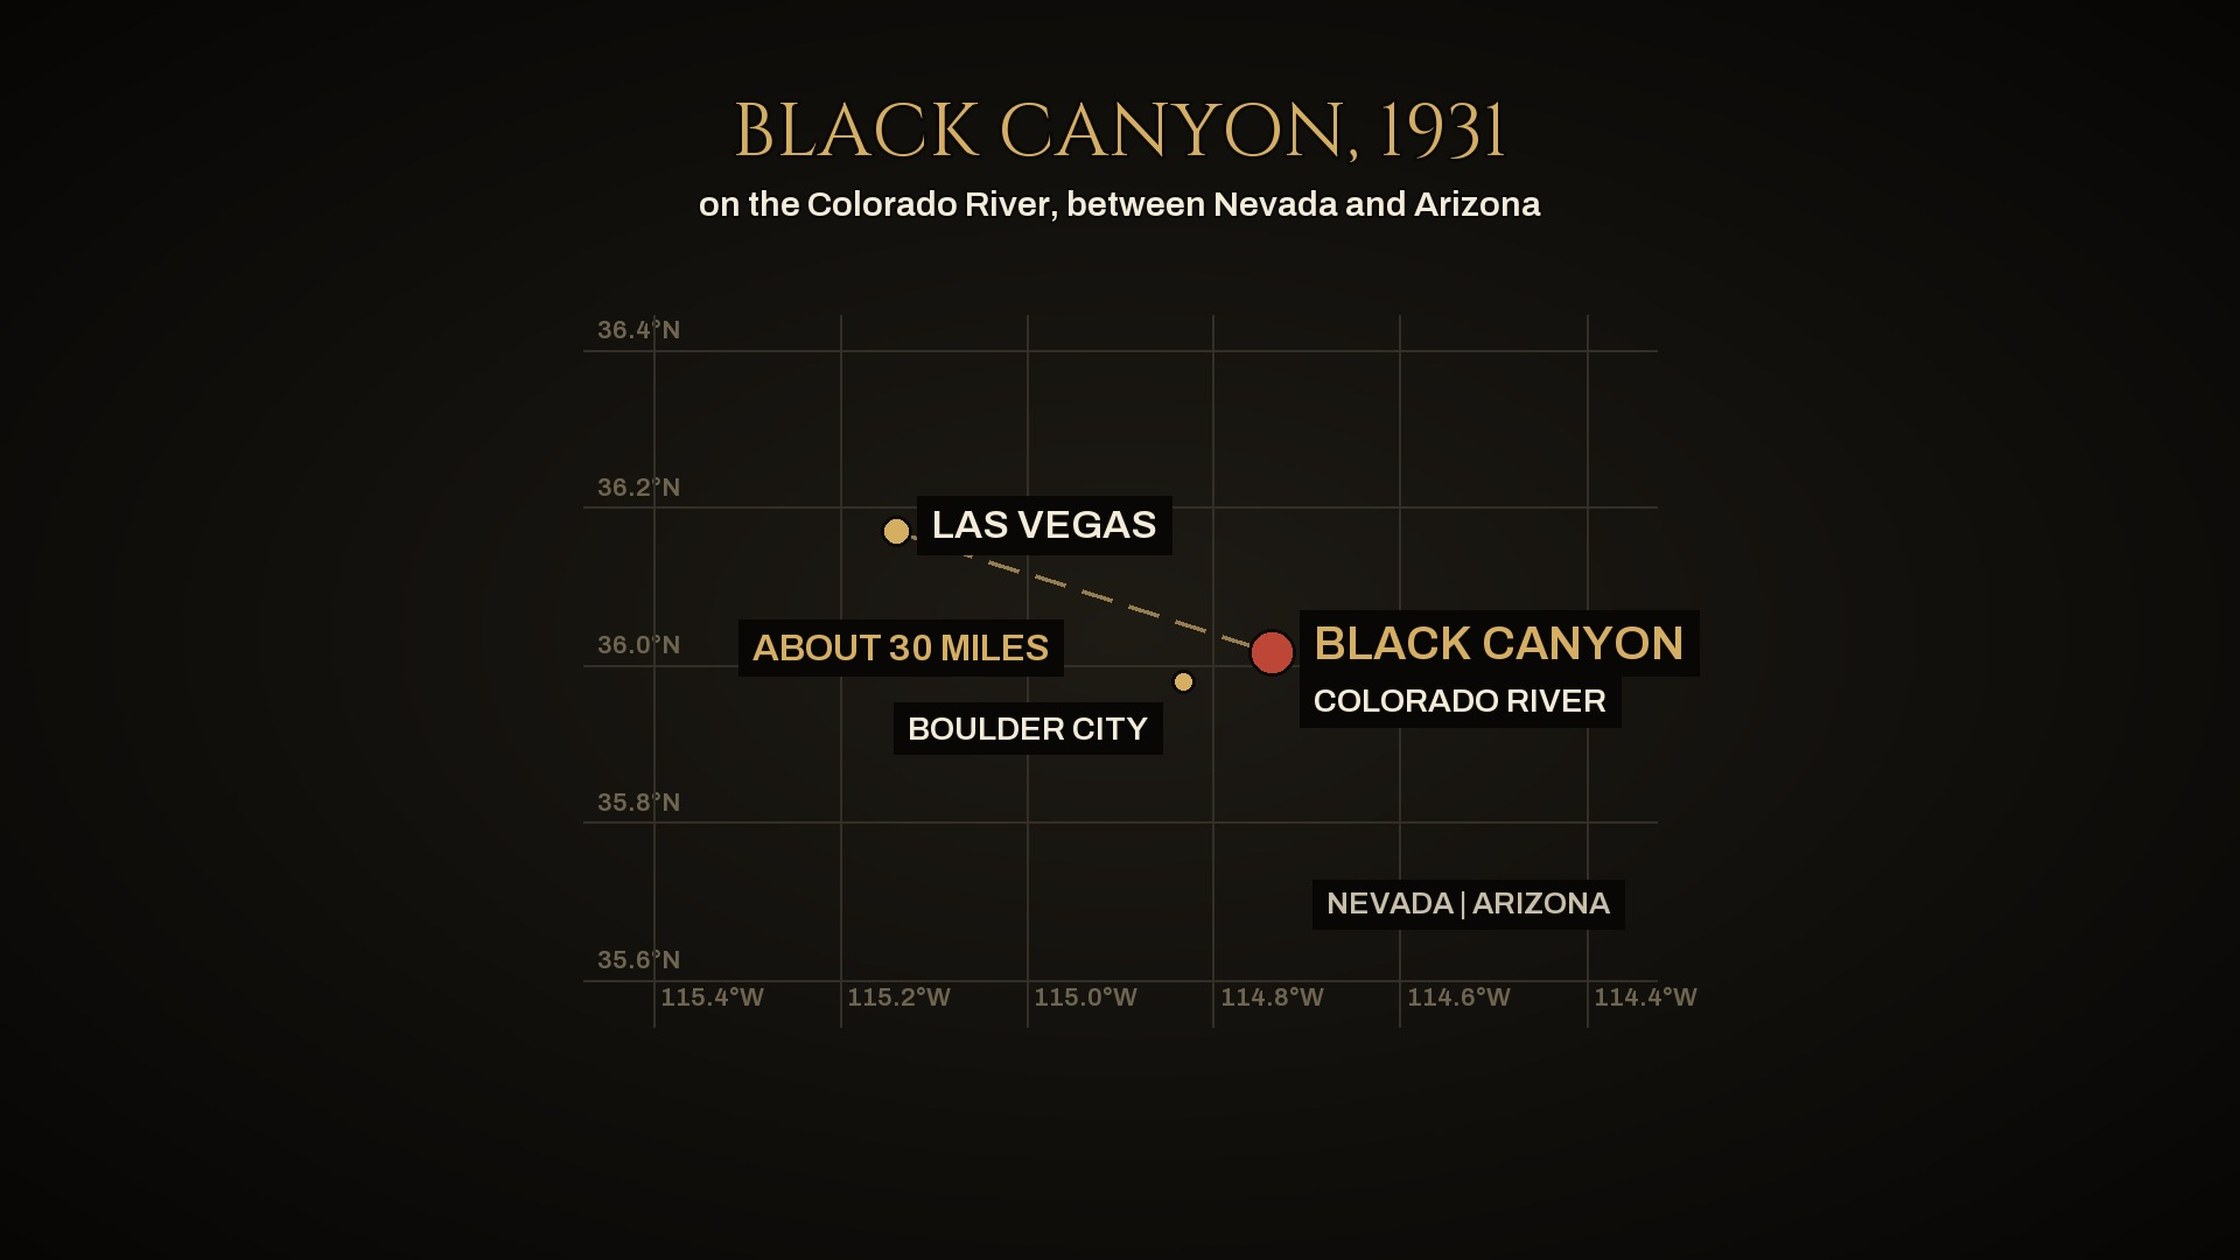 BLACK CANYON, 1931
on the Colorado River, between Nevada and Arizona
36.4°N
36.2°N
LAS VEGAS
36.0°N
ABOUT 30 MILES
BLACK CANYON
COLORADO RIVER
BOULDER CITY
35.8°N
NEVADA | ARIZONA
35.6°N
115.4°W
115.2°W
115.0°W
114.8°W
114.6°W
114.4°W